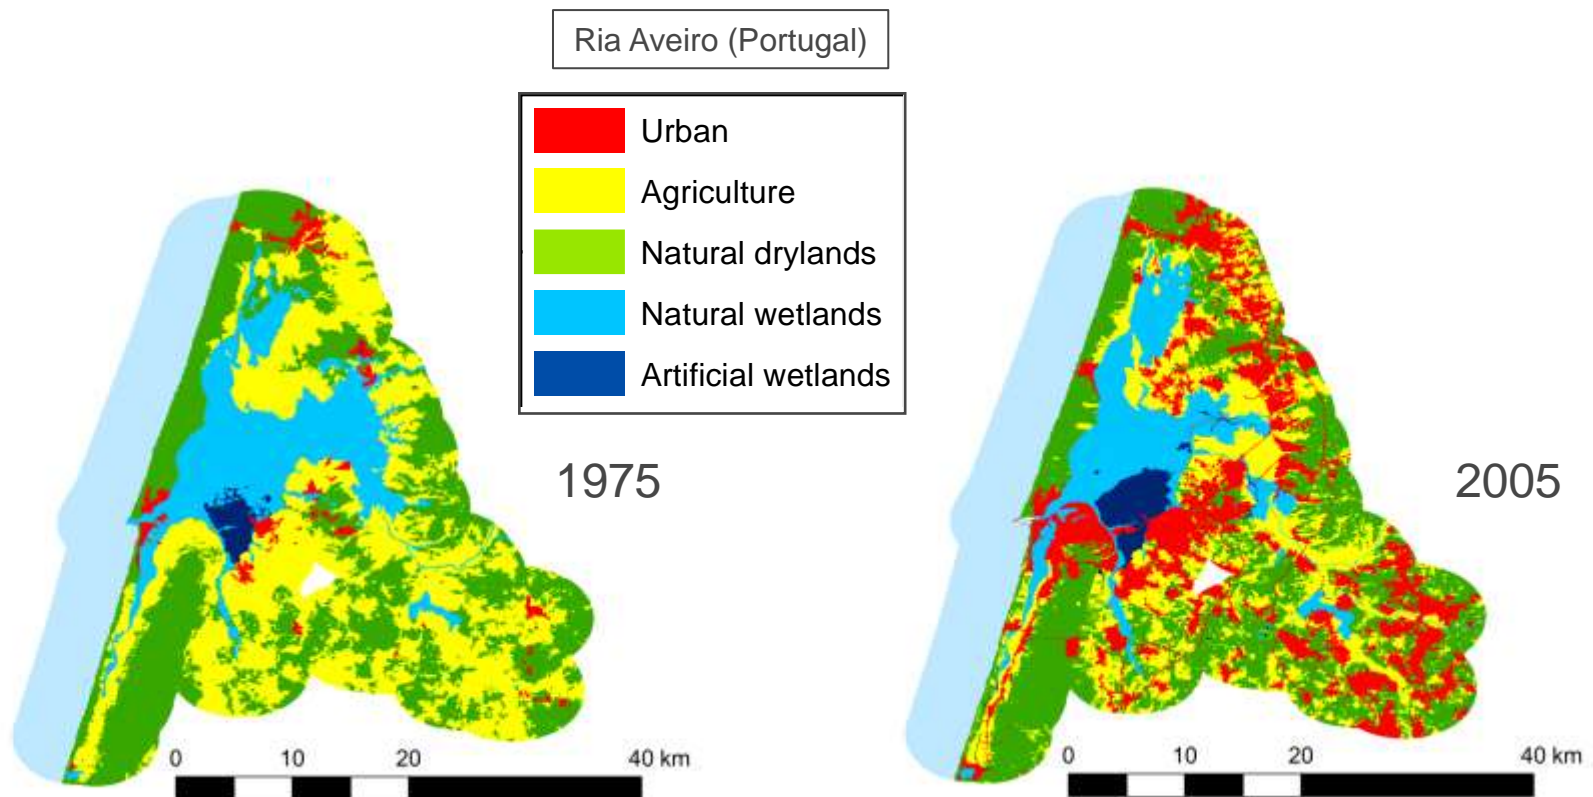 Ria Aveiro (Portugal)
Urban
Agriculture
Natural drylands
Natural wetlands
Artificial wetlands
1975
2005
0 10 20 40 km
0 10 20 40 km